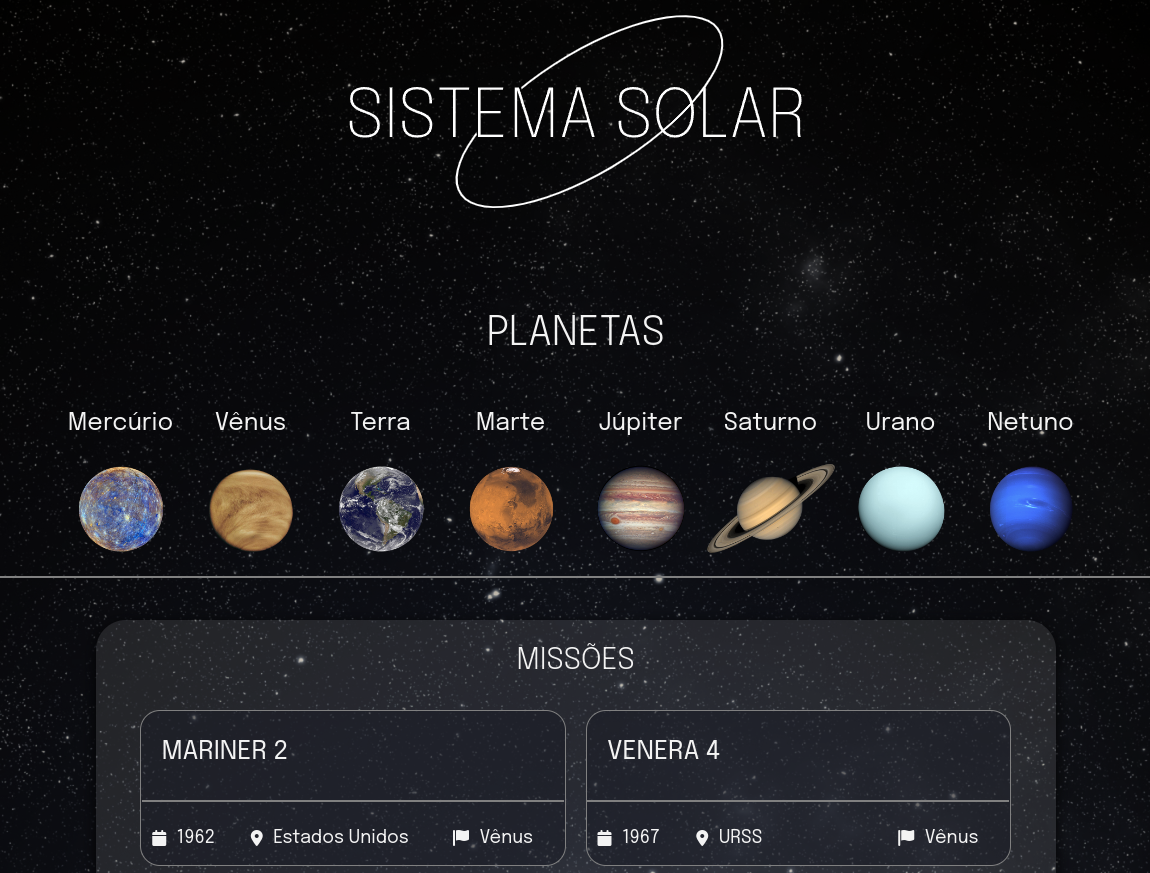 SISTEMA SOLAR
PLANETAS
Mercúrio Vênus Terra Marte Júpiter Saturno Urano Netuno
MISSÕES
MARINER 2
1962 Estados Unidos Vênus
VENERA 4
1967 URSS Vênus